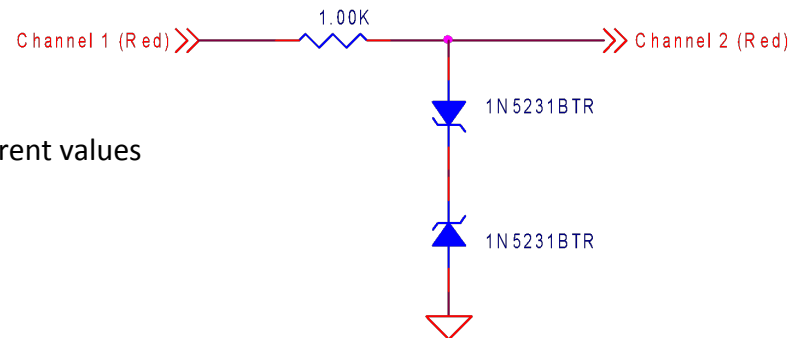 1.00K
Channel 1 (Red)
Channel 2 (Red)
1N5231BTR
rent values
1N5231BTR